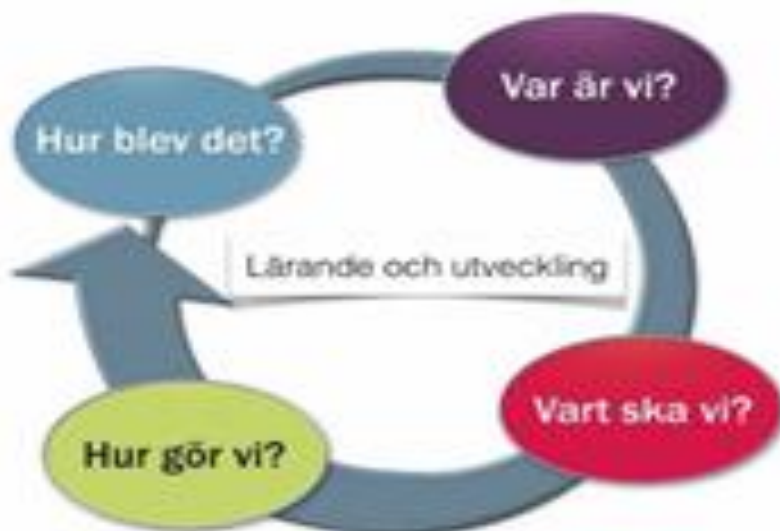 Var är vi?
Hur blev det?
Lärande och utveckling
Vart ska vi?
Hur gör vi?